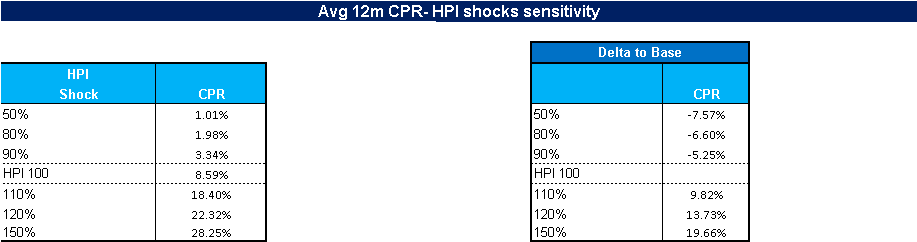 Avg 12m CPR- HPI shocks sensitivity
HPI
Shock CPR
50% 1.01%
80% 1.98%
90% 3.34%
HPI 100 8.59%
110% 18.40%
120% 22.32%
150% 28.25%
Delta to Base
CPR
50% -7.57%
80% -6.60%
90% -5.25%
HPI 100
110% 9.82%
120% 13.73%
150% 19.66%